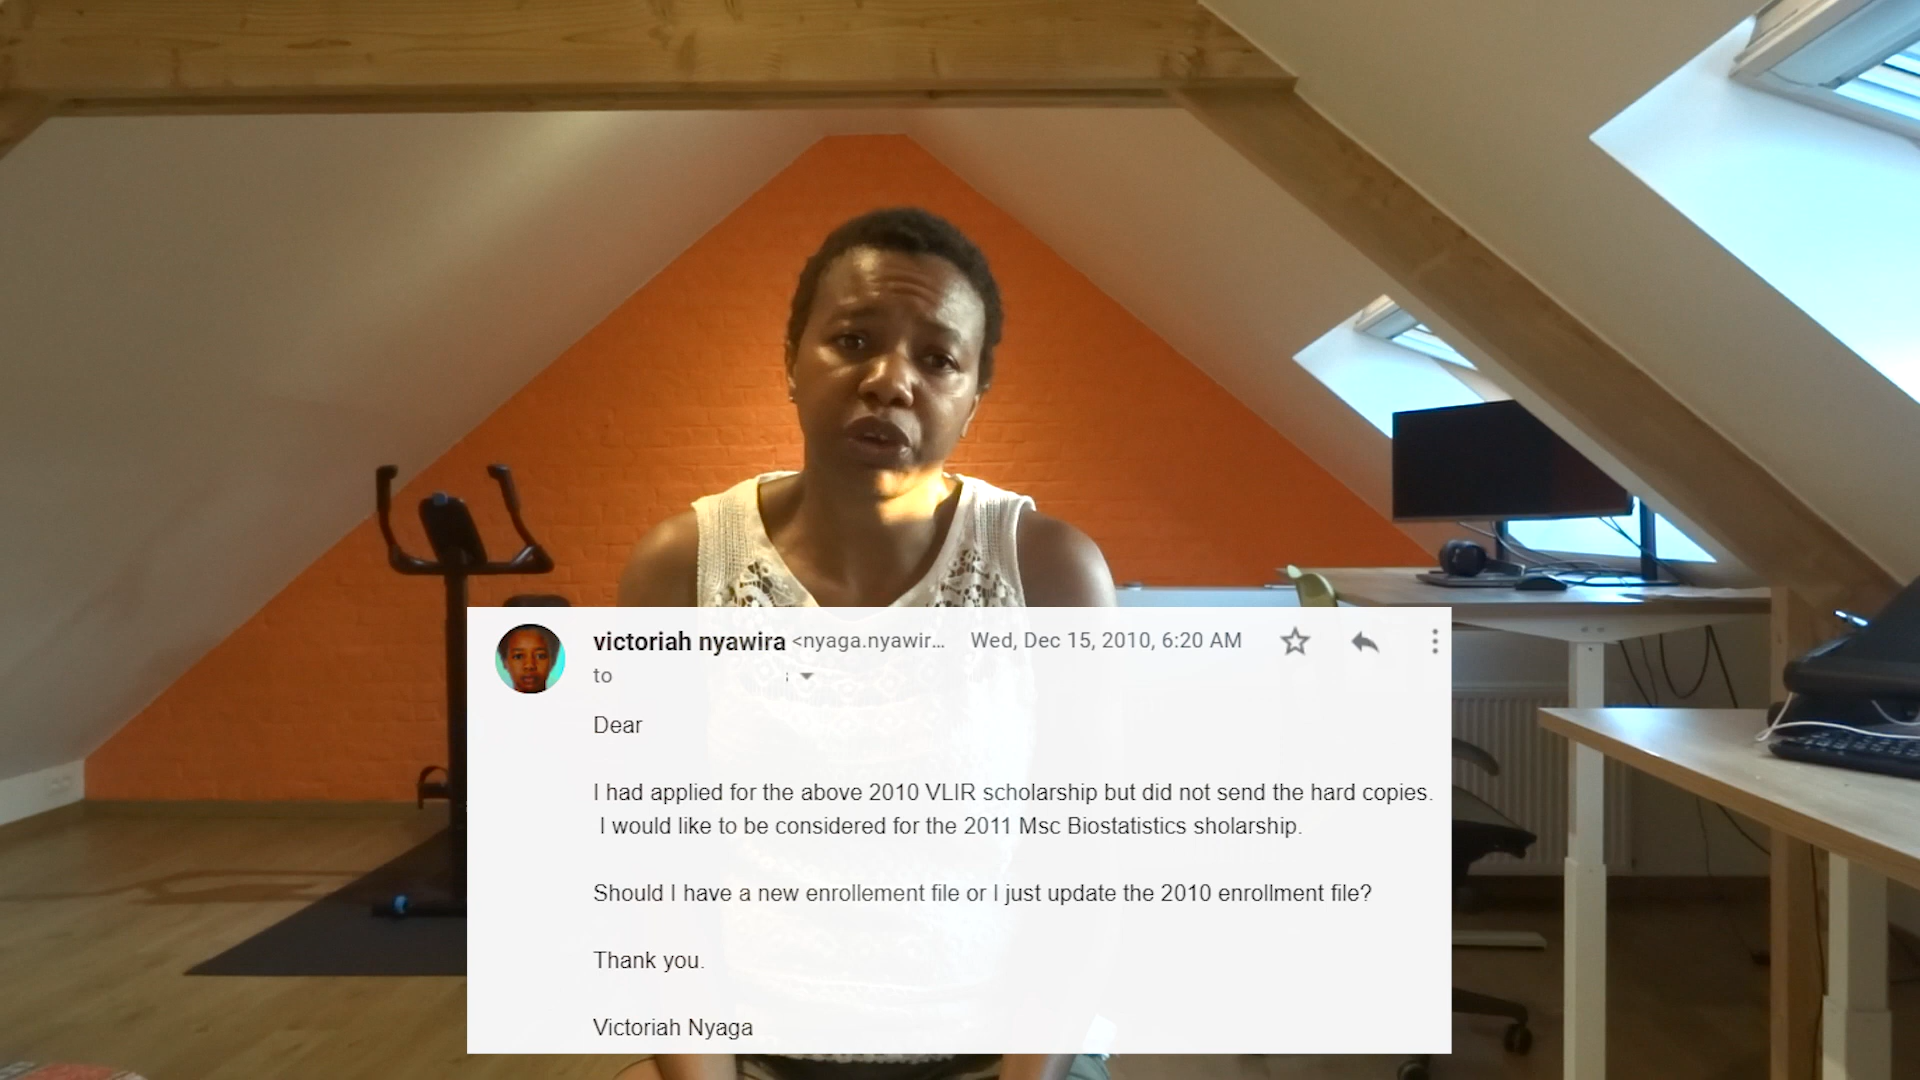 victoriah nyawira <nyaga.nyawir... Wed, Dec 15, 2010, 6:20 AM
to
Dear
I had applied for the above 2010 VLIR scholarship but did not send the hard copies.
I would like to be considered for the 2011 Msc Biostatistics sholarship.
Should I have a new enrollement file or I just update the 2010 enrollment file?
Thank you.
Victoriah Nyaga